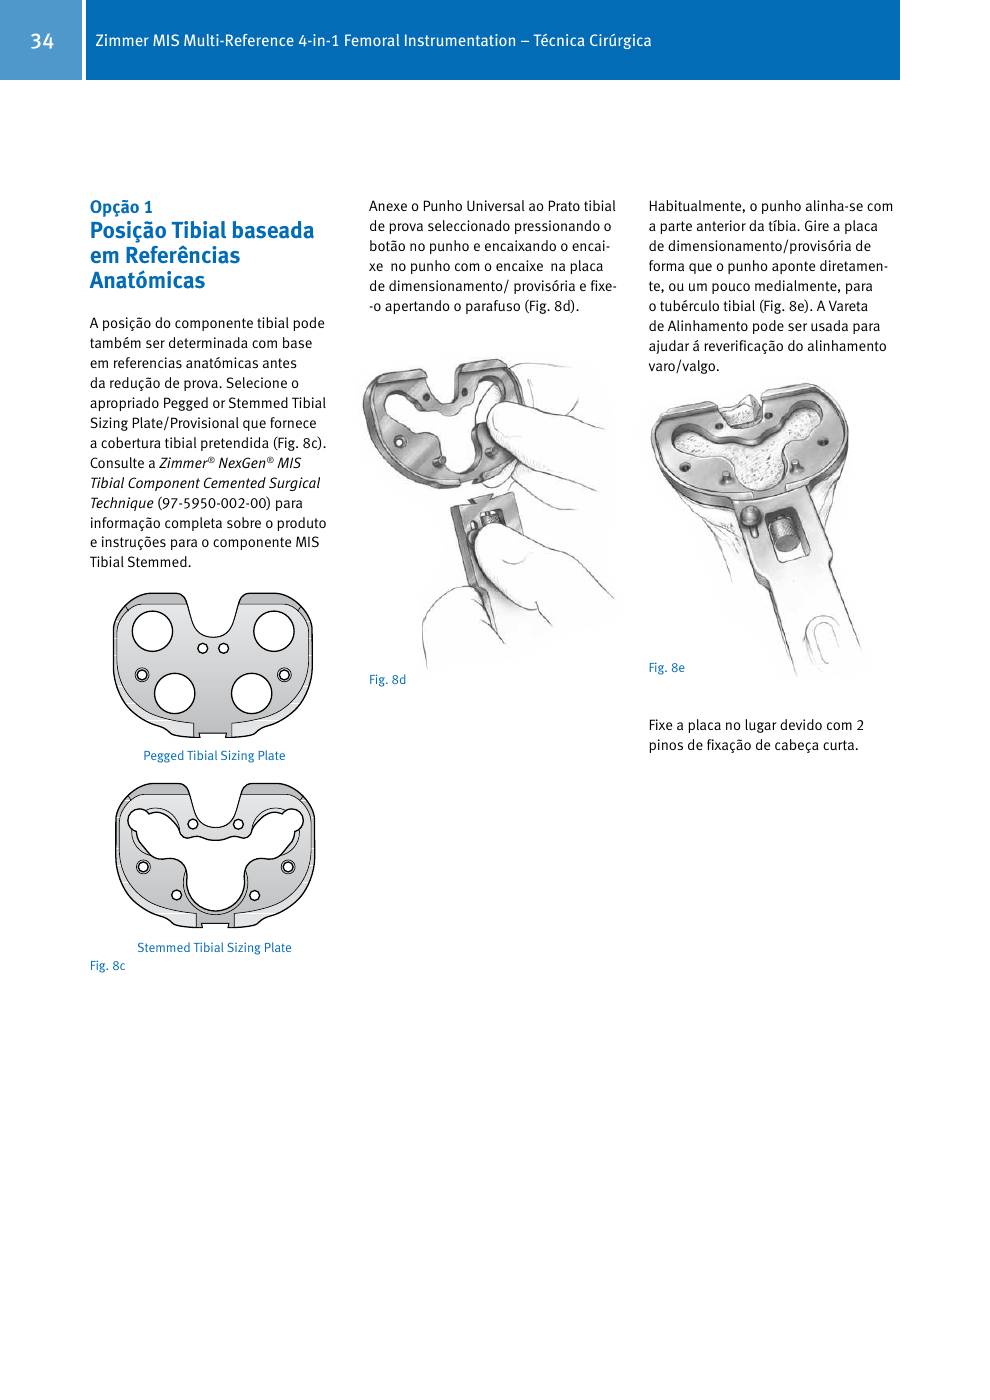 34
Zimmer MIS Multi-Reference 4-in-1 Femoral Instrumentation – Técnica Cirúrgica
Opção 1
Posição Tibial baseada
em Referências
Anatómicas
A posição do componente tibial pode
também ser determinada com base
em referencias anatómicas antes
da redução de prova. Selecione o
apropriado Pegged or Stemmed Tibial
Sizing Plate/Provisional que fornece
a cobertura tibial pretendida (Fig. 8c).
Consulte a Zimmer® NexGen® MIS
Tibial Component Cemented Surgical
Technique (97-5950-002-00) para
informação completa sobre o produto
e instruções para o componente MIS
Tibial Stemmed.
Pegged Tibial Sizing Plate
Stemmed Tibial Sizing Plate
Fig. 8c
Anexe o Punho Universal ao Prato tibial
de prova seleccionado pressionando o
botão no punho e encaixando o encai-
xe no punho com o encaixe na placa
de dimensionamento/ provisória e fixe-
-o apertando o parafuso (Fig. 8d).
Fig. 8d
Habitualmente, o punho alinha-se com
a parte anterior da tíbia. Gire a placa
de dimensionamento/provisória de
forma que o punho aponte diretamen-
te, ou um pouco medialmente, para
o tubérculo tibial (Fig. 8e). A Vareta
de Alinhamento pode ser usada para
ajudar á reverificação do alinhamento
varo/valgo.
Fig. 8e
Fixe a placa no lugar devido com 2
pinos de fixação de cabeça curta.